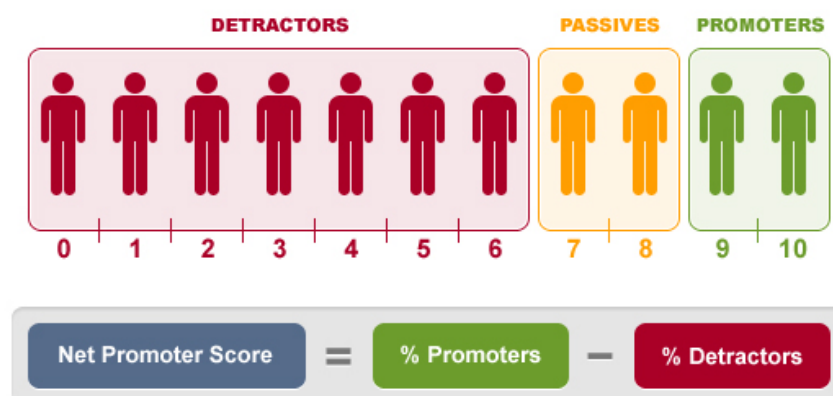 DETRACTORS PASSIVES PROMOTERS
0 1 2 3 4 5 6 7 8 9 10
Net Promoter Score = % Promoters − % Detractors